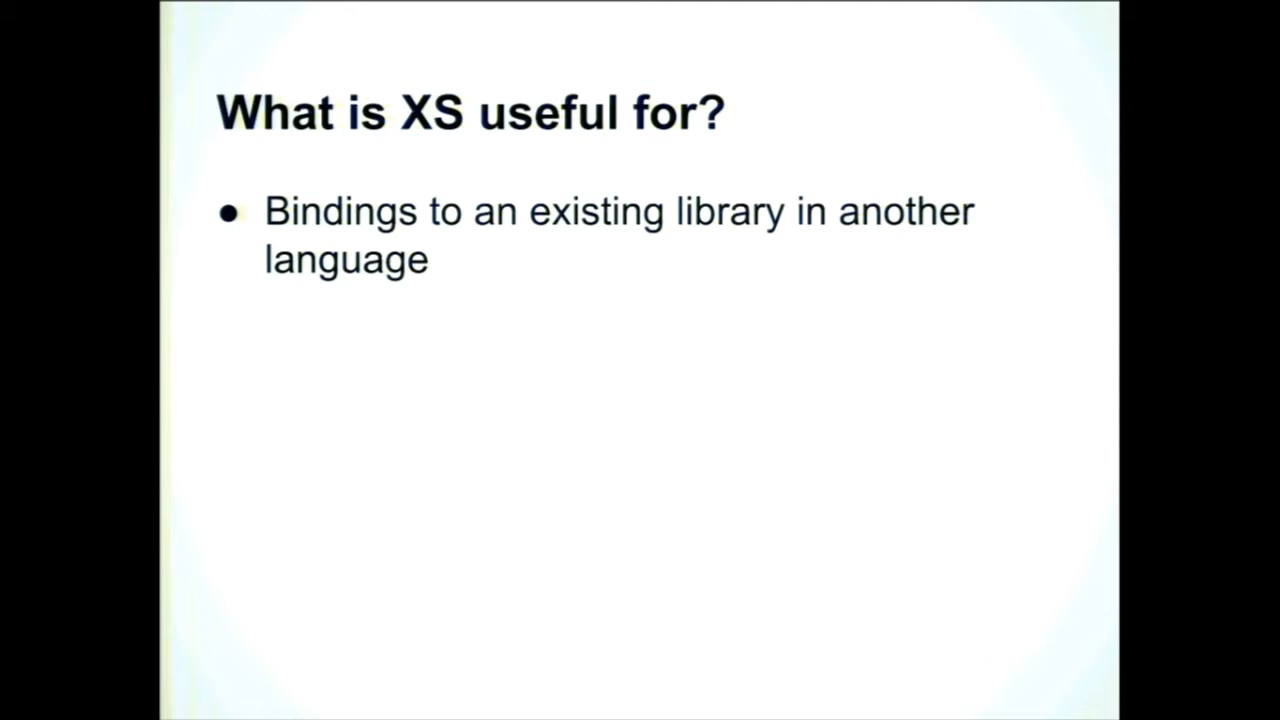 What is XS useful for?
● Bindings to an existing library in another
language